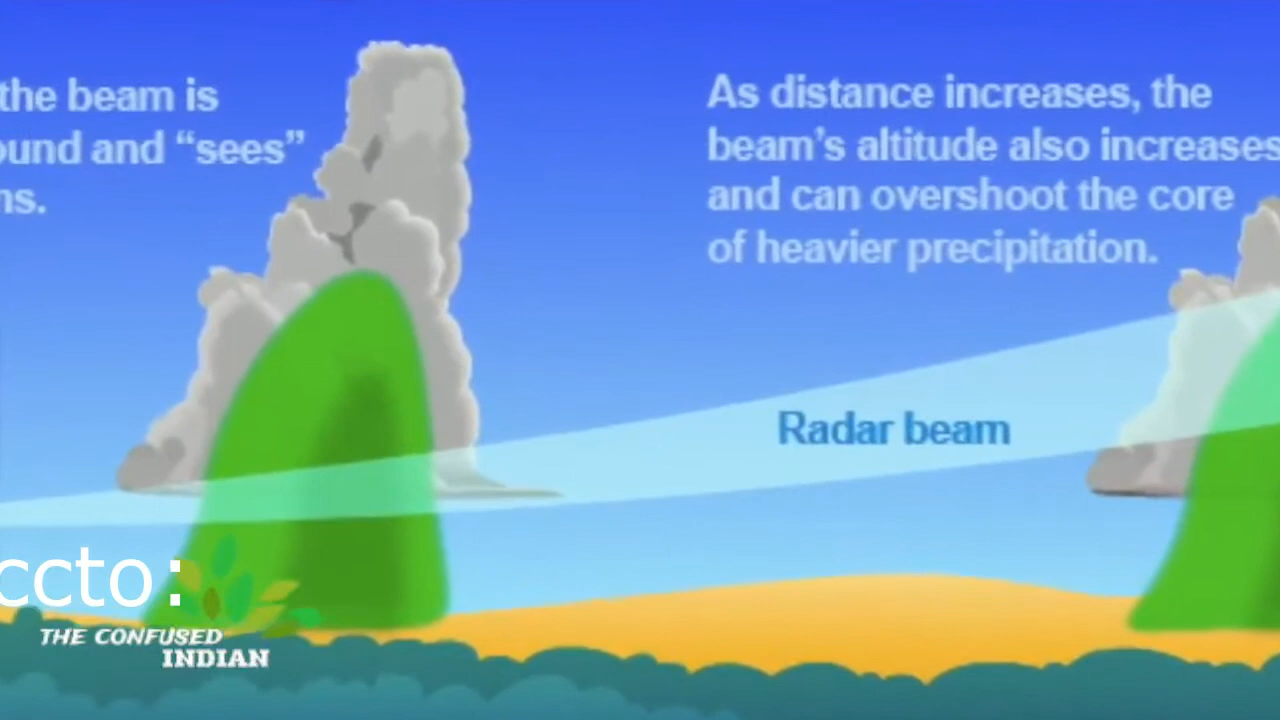 the beam is
ound and “sees”
ns.
As distance increases, the
beam’s altitude also increases
and can overshoot the core
of heavier precipitation.
Radar beam
ccto:
THE CONFUSED
INDIAN